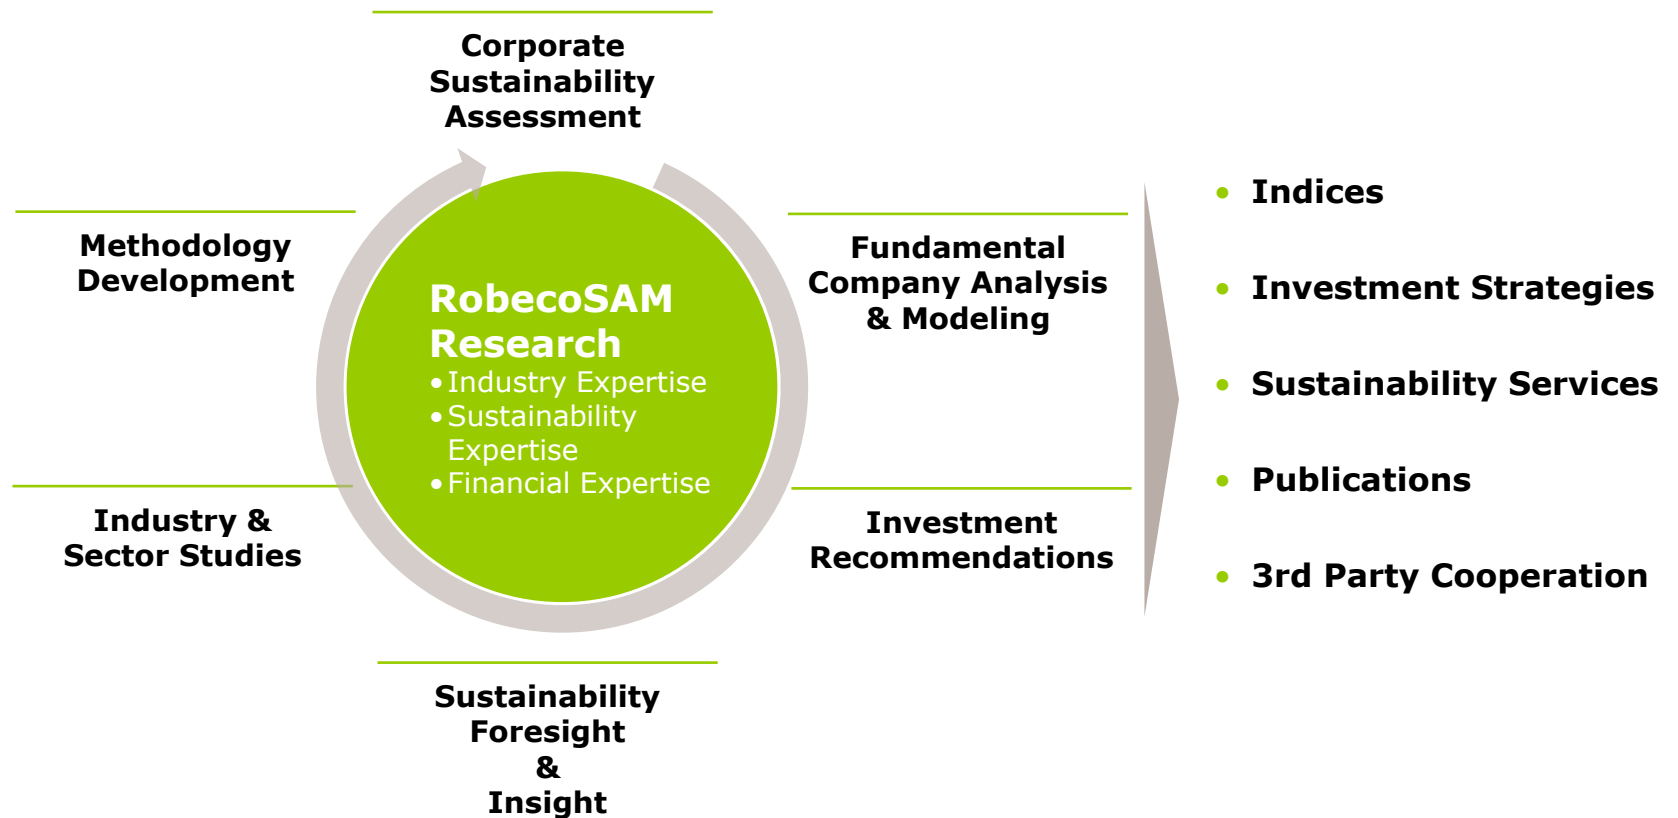 Corporate
Sustainability
Assessment
Methodology
Development
Fundamental
Company Analysis
& Modeling
RobecoSAM
Research
• Industry Expertise
• Sustainability
Expertise
• Financial Expertise
Industry &
Sector Studies
Investment
Recommendations
Sustainability
Foresight
&
Insight
• Indices
• Investment Strategies
• Sustainability Services
• Publications
• 3rd Party Cooperation